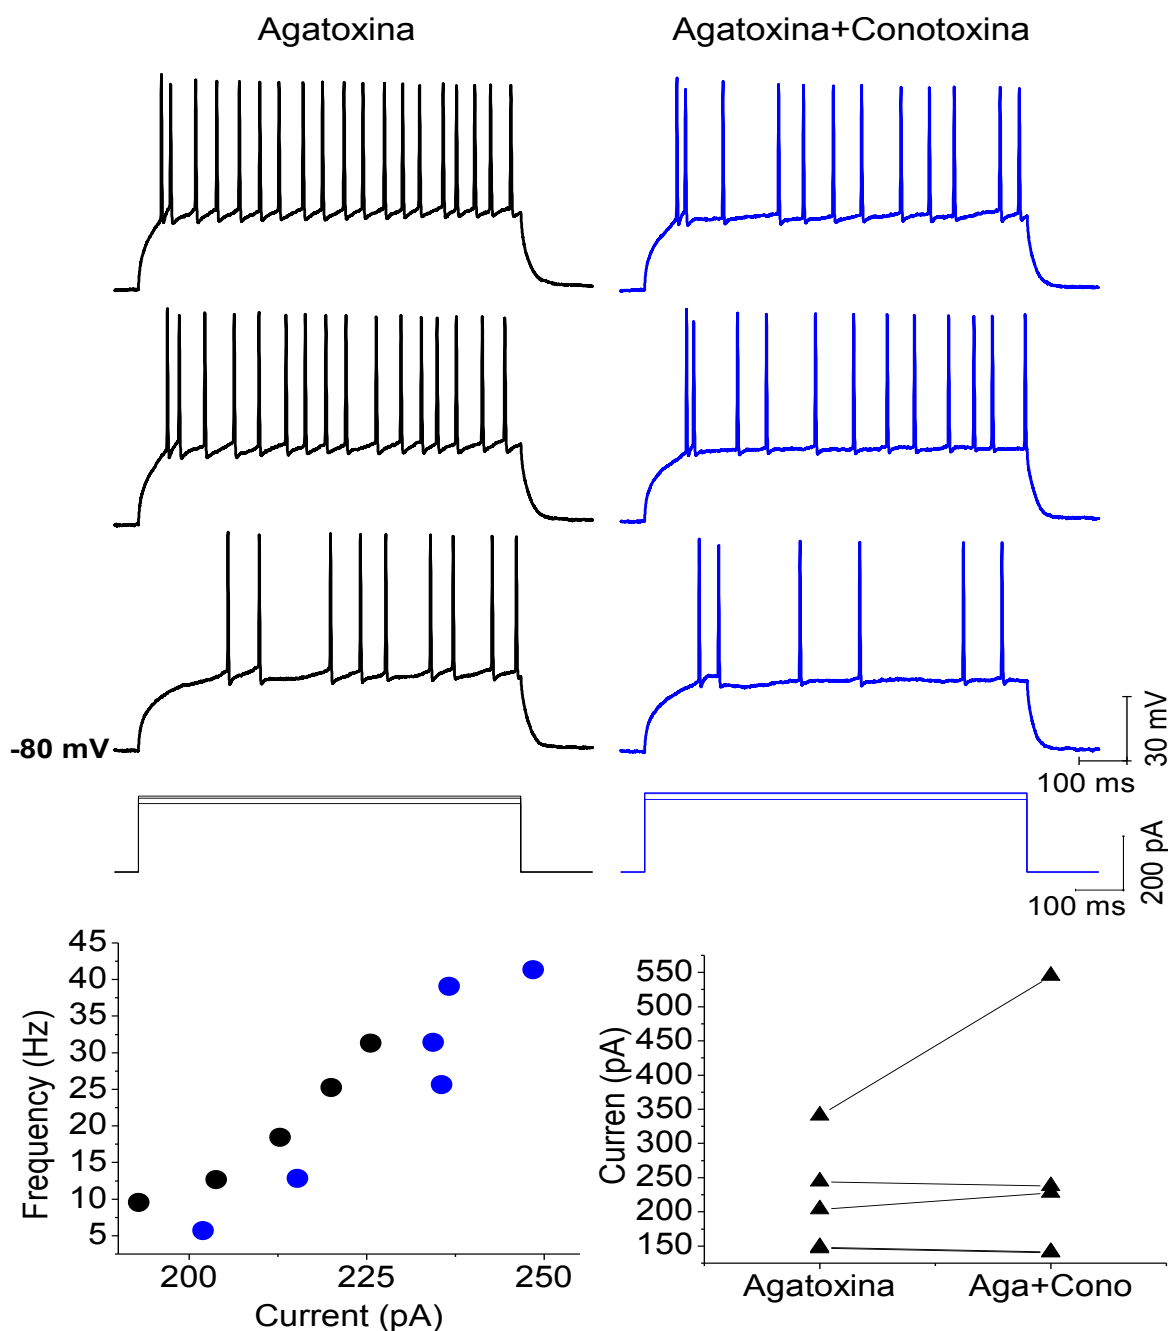 Agatoxina
Agatoxina+Conotoxina
-80 mV
30 mV
100 ms
200 pA
100 ms
45
40
35
30
25
20
15
10
5
Frequency (Hz)
200
225
250
Current (pA)
550
500
450
400
350
300
250
200
150
Curren (pA)
Agatoxina
Aga+Cono